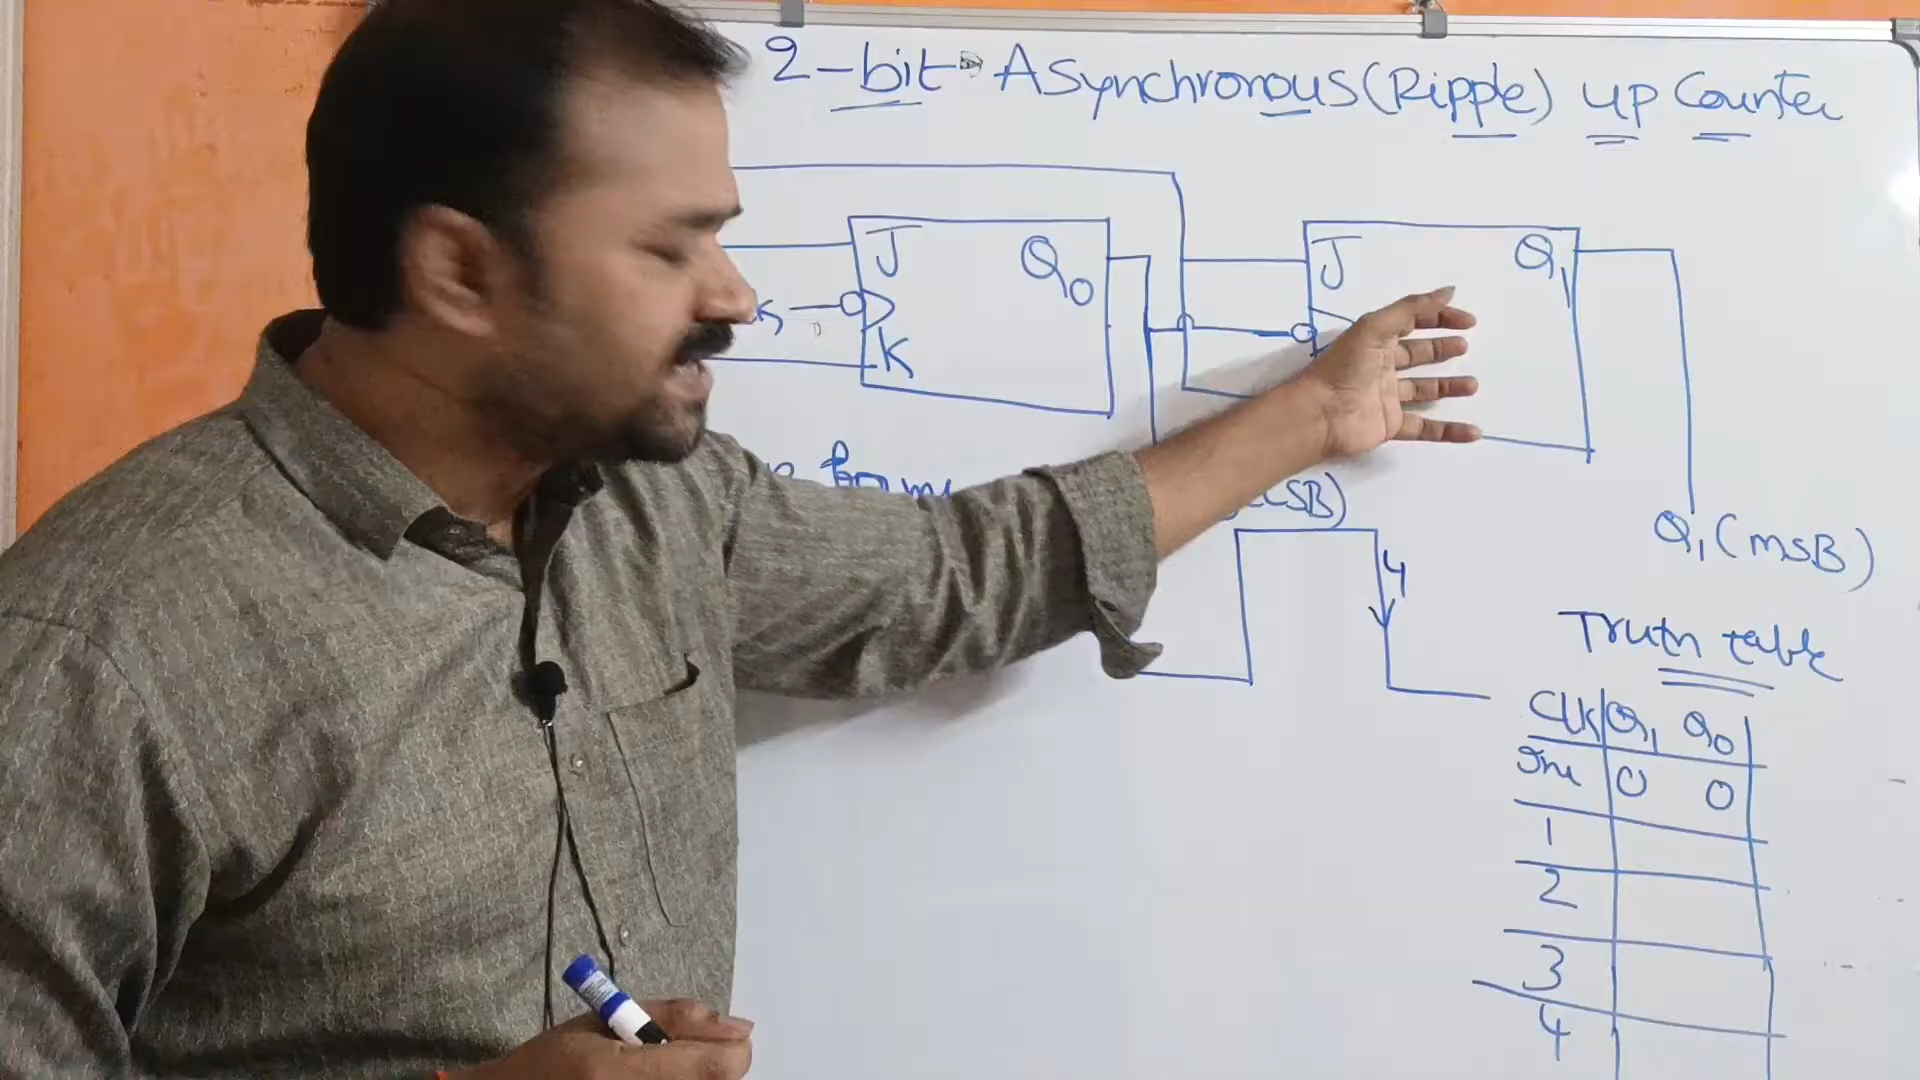 2-bit Asynchronous (Ripple) up Counter
J Q0
K
J Q1
Q1 (MSB)
4
Truth table
CLK Q1 Q0
0 0
1
2
3
4